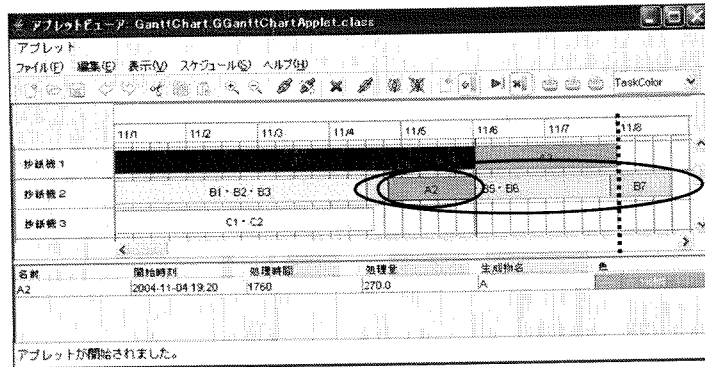 アプレットビューア: GanttChart.GGanttChartApplet.class
アプレット
ファイル(F) 編集(E) 表示(V) スケジュール(S) ヘルプ(H)
TaskColor
11/1 11/2 11/3 11/4 11/5 11/6 11/7 11/8
抄紙機 1
抄紙機 2 B1・B2・B3 A2 B5・B6 B7
抄紙機 3 C1・C2
名前 開始時刻 処理時間 処理量 生成物名 色
A2 2004-11-04 19:20 1760 270.0 A
アプレットが開始されました。